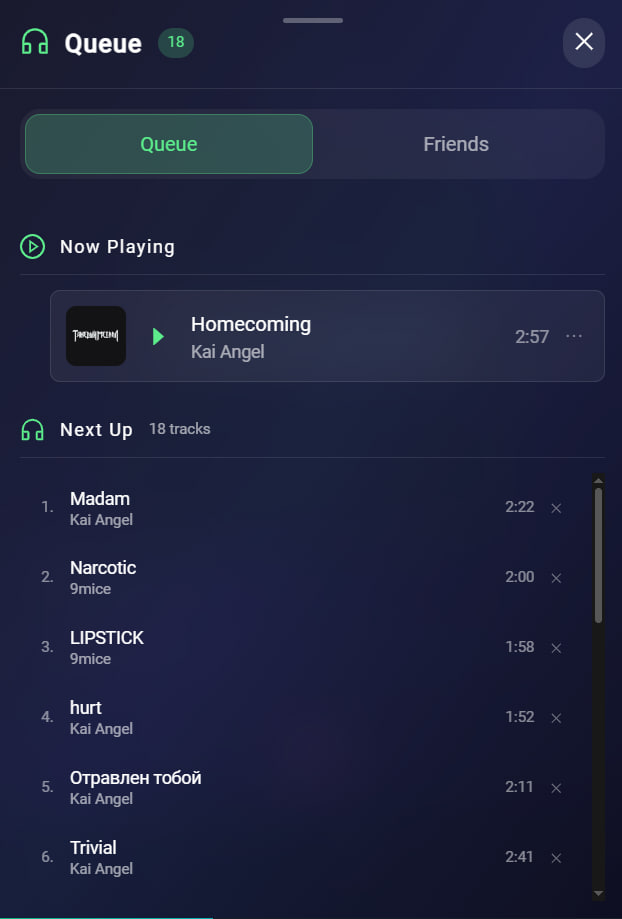 Queue 18
Queue Friends
Now Playing
Homecoming
Kai Angel
2:57
Next Up 18 tracks
1. Madam 2:22
Kai Angel
2. Narcotic 2:00
9mice
3. LIPSTICK 1:58
9mice
4. hurt 1:52
Kai Angel
5. Отравлен тобой 2:11
Kai Angel
6. Trivial 2:41
Kai Angel